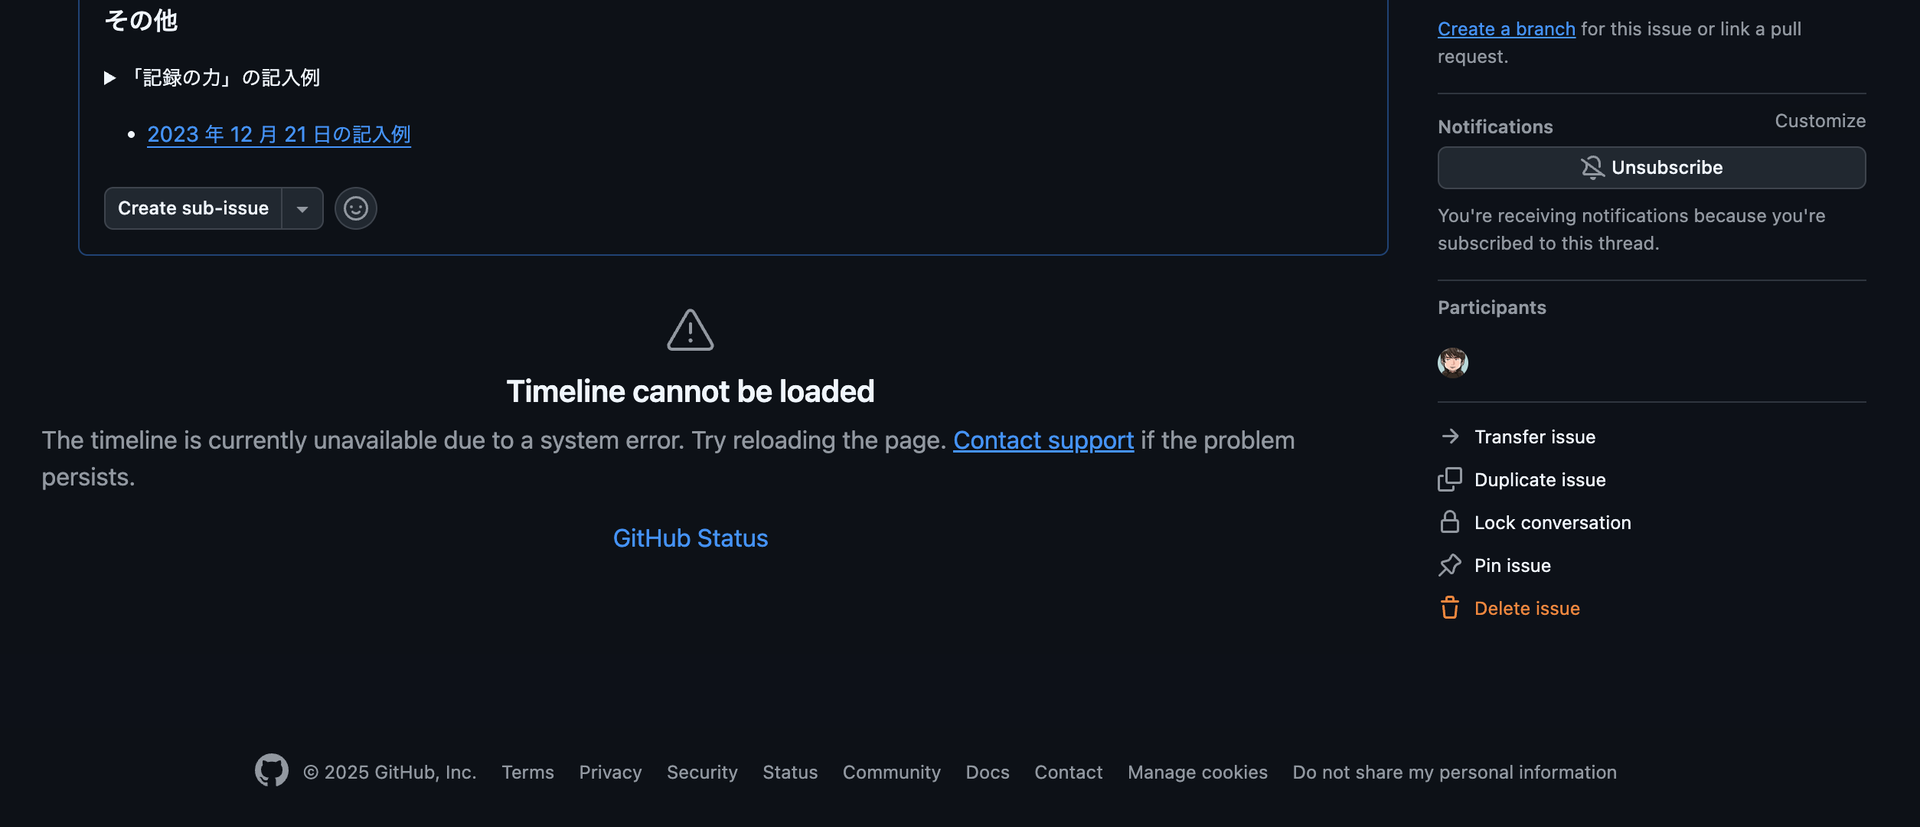 その他
▶ 「記録の力」の記入例
• 2023 年 12 月 21 日の記入例
Create sub-issue
Timeline cannot be loaded
The timeline is currently unavailable due to a system error. Try reloading the page. Contact support if the problem
persists.
GitHub Status
Create a branch for this issue or link a pull
request.
Notifications
Customize
Unsubscribe
You're receiving notifications because you're
subscribed to this thread.
Participants
Transfer issue
Duplicate issue
Lock conversation
Pin issue
Delete issue
© 2025 GitHub, Inc. Terms Privacy Security Status Community Docs Contact Manage cookies Do not share my personal information